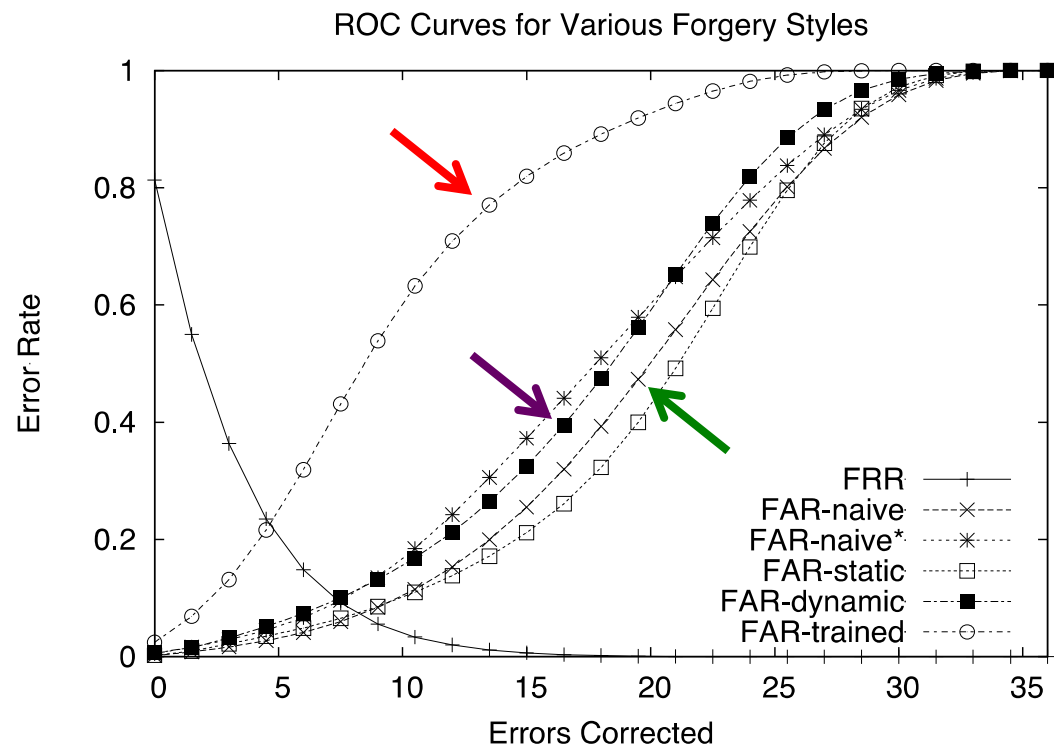 ROC Curves for Various Forgery Styles
1
0.8
0.6
0.4
0.2
0
Error Rate
FRR
FAR-naive
FAR-naive*
FAR-static
FAR-dynamic
FAR-trained
0 5 10 15 20 25 30 35
Errors Corrected